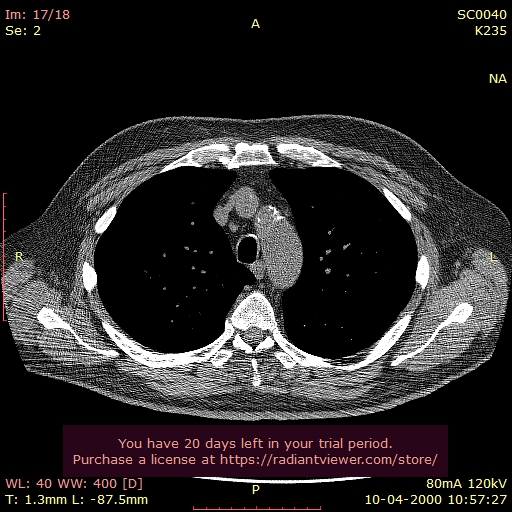 Im: 17/18
Se: 2
A
SC0040
K235
NA
R
L
You have 20 days left in your trial period.
Purchase a license at https://radiantviewer.com/store/
WL: 40 WW: 400 [D]
T: 1.3mm L: -87.5mm
P
80mA 120kV
10-04-2000 10:57:27